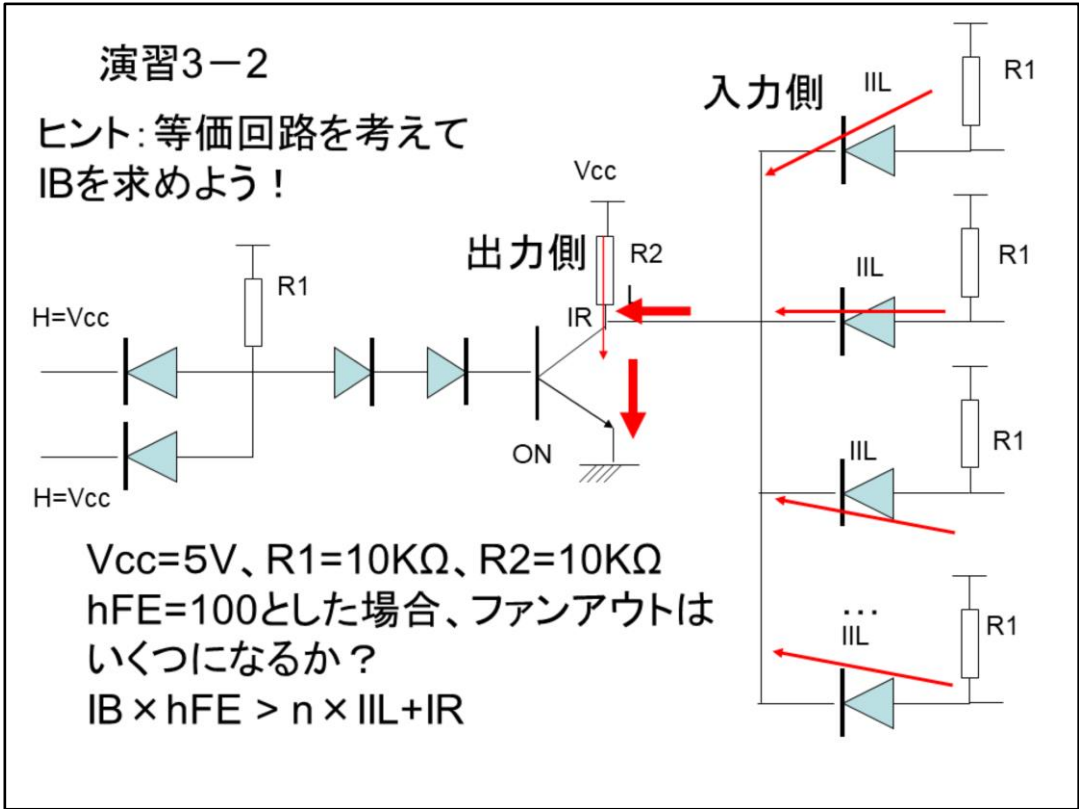 演習3－2
ヒント：等価回路を考えて
IBを求めよう！
入力側
IIL
R1
Vcc
出力側
R2
IIL
R1
R1
H=Vcc
IR
L
IIL
R1
ON
H=Vcc
Vcc=5V、R1=10KΩ、R2=10KΩ
hFE=100とした場合、ファンアウトは
いくつになるか？
IB×hFE > n×IIL+IR
…
IIL
R1